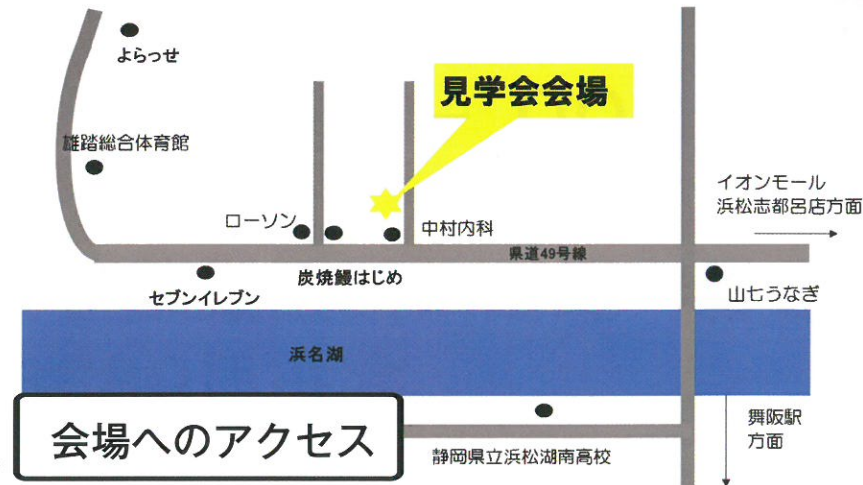 よらっせ
見学会会場
雄踏総合体育館
イオンモール
浜松志都呂店方面
ローソン
中村内科
県道49号線
炭焼鰻はじめ
セブンイレブン
山七うなぎ
浜名湖
会場へのアクセス
舞阪駅
方面
静岡県立浜松湖南高校